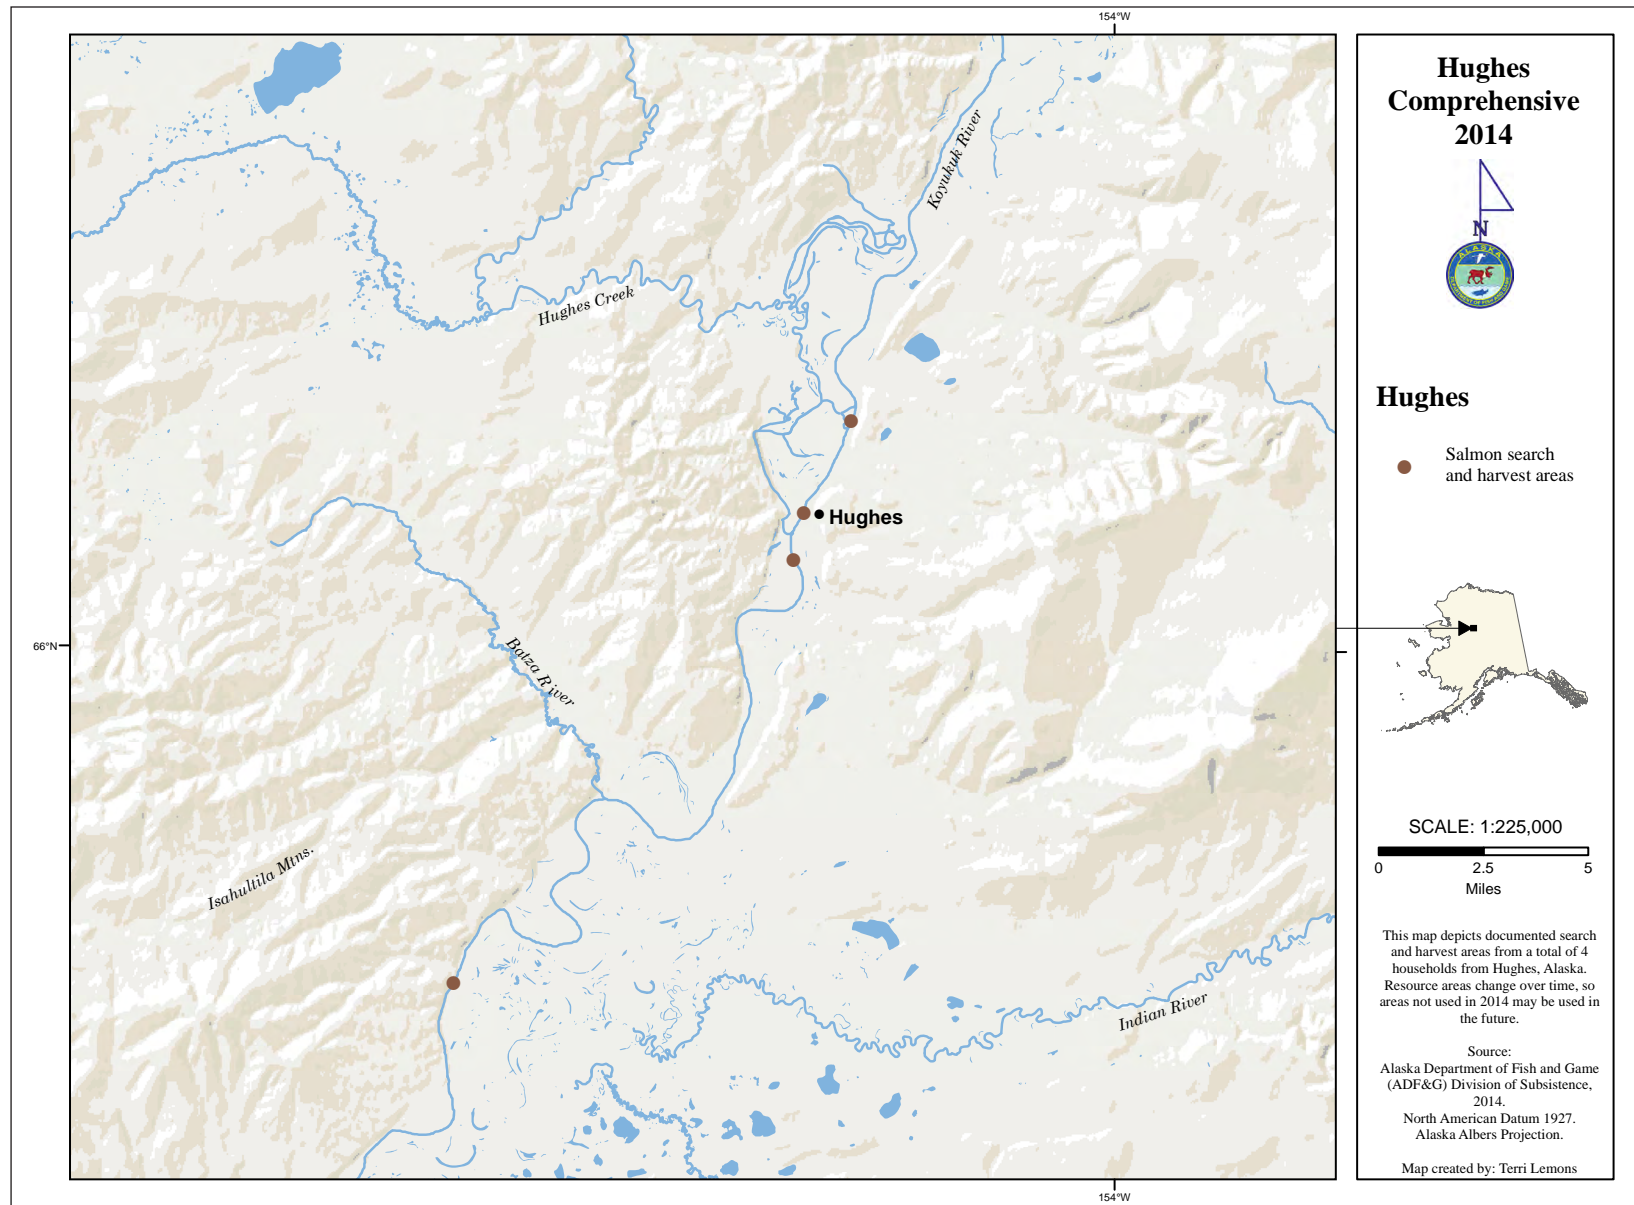 154°W
Koyukuk River
Hughes Creek
Hughes
66°N
Batza River
Isahultila Mtns.
Indian River
154°W
Hughes
Comprehensive
2014
N
ALASKA
Hughes
Salmon search
and harvest areas
SCALE: 1:225,000
0 2.5 5
Miles
This map depicts documented search
and harvest areas from a total of 4
households from Hughes, Alaska.
Resource areas change over time, so
areas not used in 2014 may be used in
the future.
Source:
Alaska Department of Fish and Game
(ADF&G) Division of Subsistence,
2014.
North American Datum 1927.
Alaska Albers Projection.
Map created by: Terri Lemons